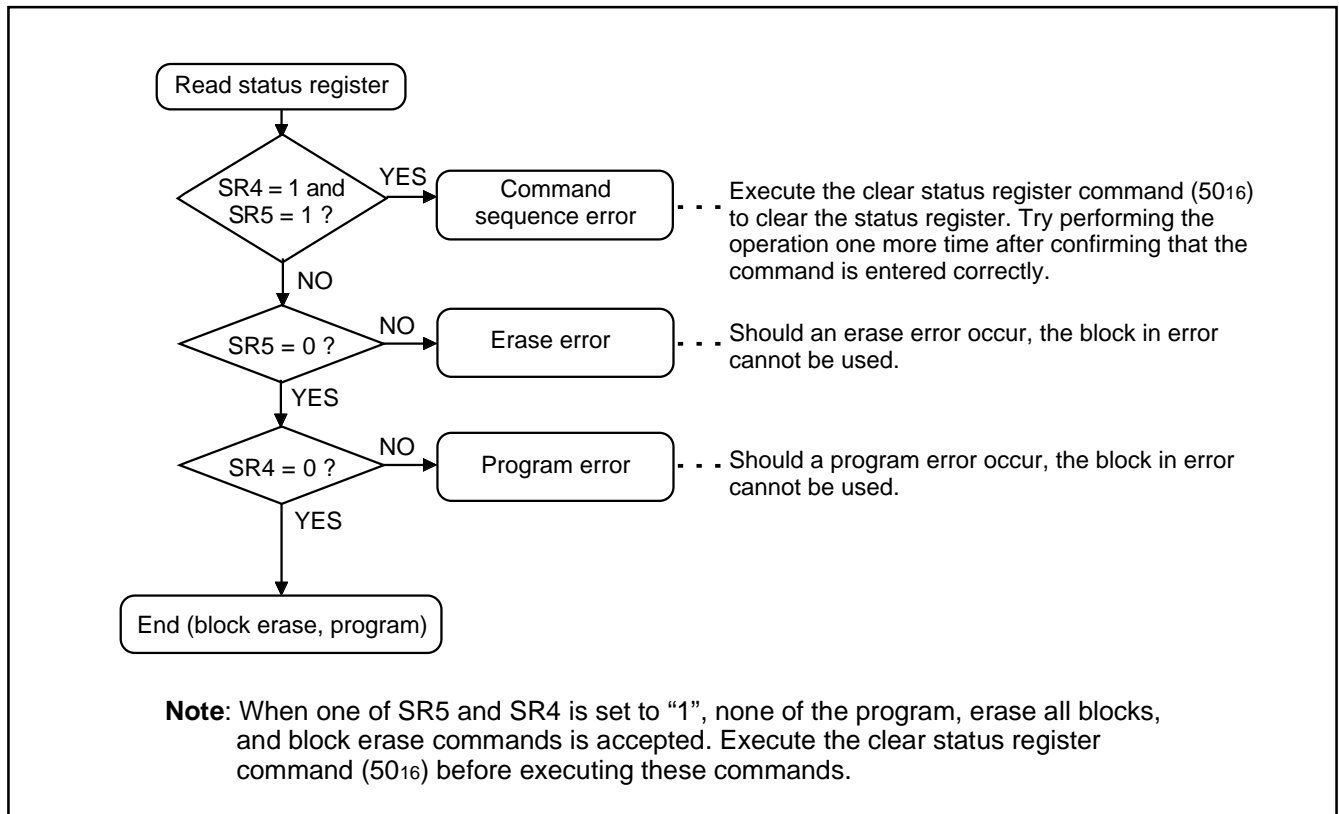 Read status register
SR4 = 1 and
SR5 = 1 ?
YES
Command
sequence error
Execute the clear status register command (5016)
to clear the status register. Try performing the
operation one more time after confirming that the
command is entered correctly.
NO
SR5 = 0 ?
NO
Erase error
Should an erase error occur, the block in error
cannot be used.
YES
SR4 = 0 ?
NO
Program error
Should a program error occur, the block in error
cannot be used.
YES
End (block erase, program)
Note: When one of SR5 and SR4 is set to “1”, none of the program, erase all blocks,
and block erase commands is accepted. Execute the clear status register
command (5016) before executing these commands.